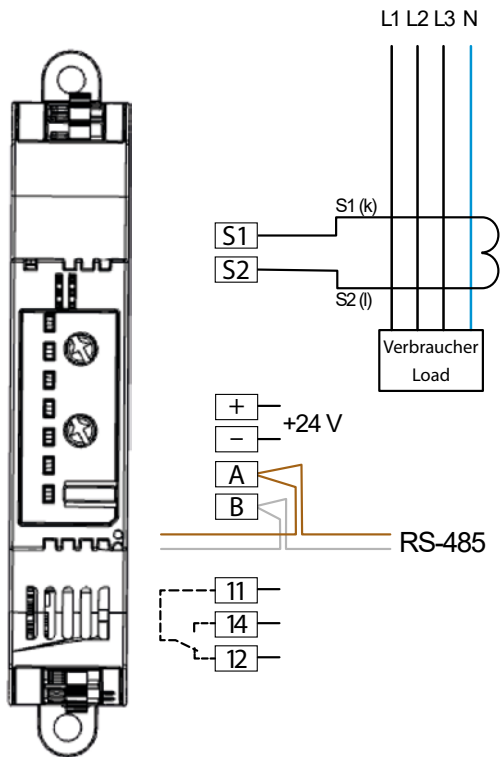 L1 L2 L3 N
S1 (k)
S1
S2
S2 (l)
Verbraucher
Load
+
+24 V
−
A
B
RS-485
11
14
12